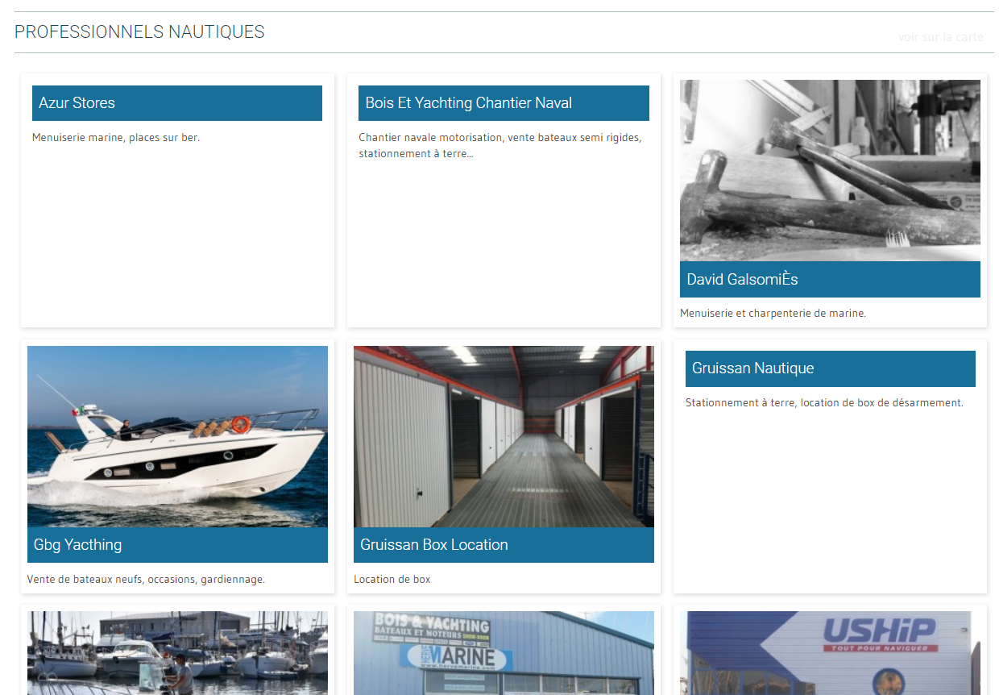 PROFESSIONNELS NAUTIQUES
voir sur la carte
Azur Stores
Menuiserie marine, places sur ber.
Bois Et Yachting Chantier Naval
Chantier navale motorisation, vente bateaux semi rigides,
stationnement à terre...
David GalsomiÈs
Menuiserie et charpenterie de marine.
Gbg Yacthing
Vente de bateaux neufs, occasions, gardiennage.
Gruissan Box Location
Location de box
Gruissan Nautique
Stationnement à terre, location de box de désarmement.
BOIS & YACHTING
BATEAUX ET MOTEURS SHOW-ROOM
HERVE MARINE
www.hervemarine.com
USHIP
TOUT POUR NAVIGUER